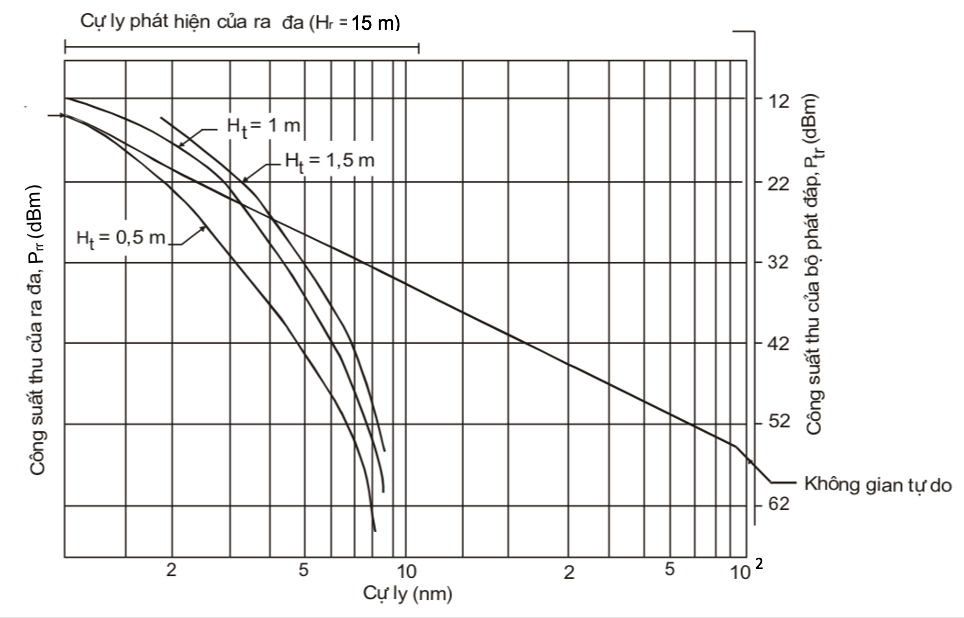 Cự ly phát hiện của ra đa (Hr = 15 m)
Ht = 1 m
Ht = 1,5 m
Ht = 0,5 m
Công suất thu của ra đa, Prr (dBm)
12
22
32
42
52
62
Công suất thu của bộ phát đáp, Ptr (dBm)
Không gian tự do
2 5 10 2 5 10²
Cự ly (nm)